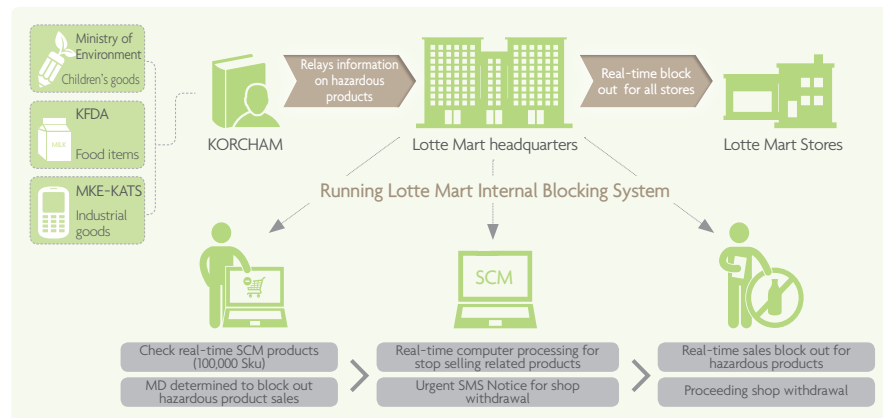 Ministry of
Environment
Children's goods
KFDA
MILK
Food items
MKE-KATS
Industrial
goods
KORCHAM
Relays information
on hazardous
products
Lotte Mart headquarters
Real-time block
out for all stores
Lotte Mart Stores
Running Lotte Mart Internal Blocking System
SCM
Check real-time SCM products
(100,000 Sku)
MD determined to block out
hazardous product sales
Real-time computer processing for
stop selling related products
Urgent SMS Notice for shop
withdrawal
Real-time sales block out for
hazardous products
Proceeding shop withdrawal